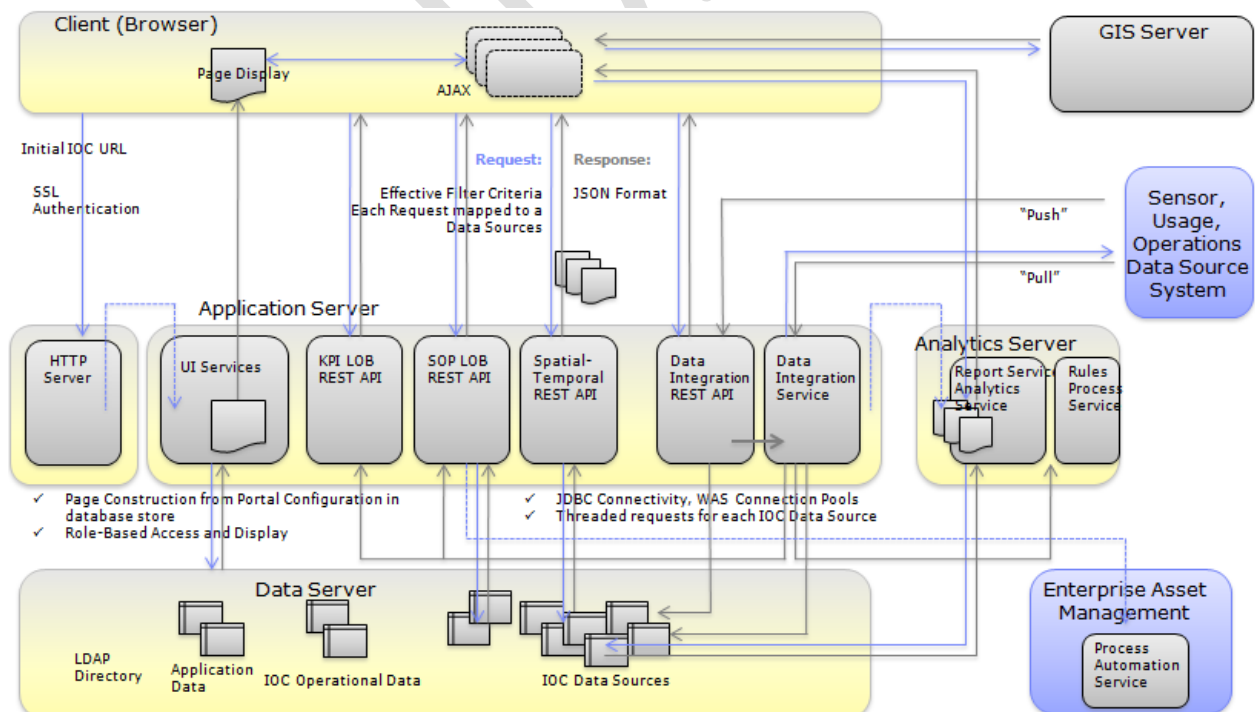 Client (Browser)
Page Display
AJAX
GIS Server
Initial IOC URL
SSL
Authentication
Request:
Effective Filter Criteria
Each Request mapped to a
Data Sources
Response:
JSON Format
"Push"
"Pull"
Sensor,
Usage,
Operations
Data Source
System
Application Server
HTTP
Server
UI Services
KPI LOB
REST API
SOP LOB
REST API
Spatial-
Temporal
REST API
Data
Integration
REST API
Data
Integration
Service
Analytics Server
Report Service
Analytics
Service
Rules
Process
Service
✓ Page Construction from Portal Configuration in
database store
✓ Role-Based Access and Display
✓ JDBC Connectivity, WAS Connection Pools
✓ Threaded requests for each IOC Data Source
Data Server
LDAP
Directory
Application
Data
IOC Operational Data
IOC Data Sources
Enterprise Asset
Management
Process
Automation
Service